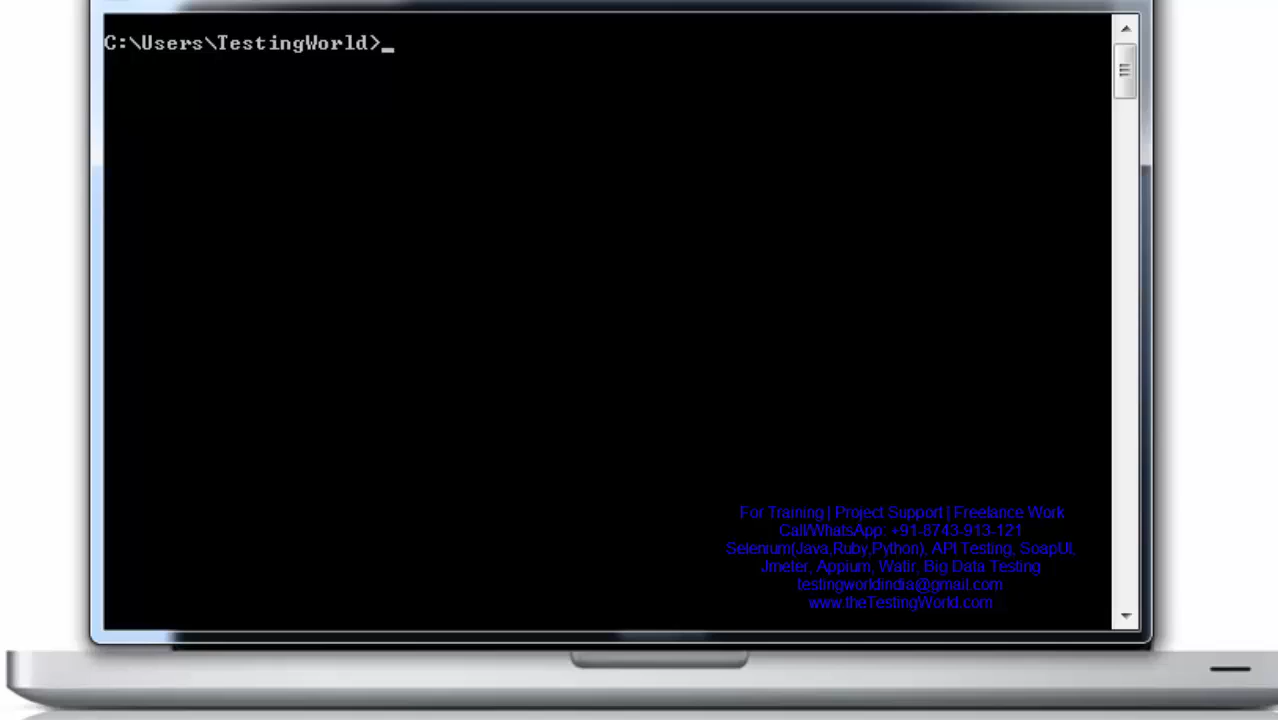 C:\Users\TestingWorld>_
For Training | Project Support | Freelance Work
Call/WhatsApp: +91-8743-913-121
Selenium(Java,Ruby,Python), API Testing, SoapUI,
Jmeter, Appium, Watir, Big Data Testing
testingworldindia@gmail.com
www.theTestingWorld.com